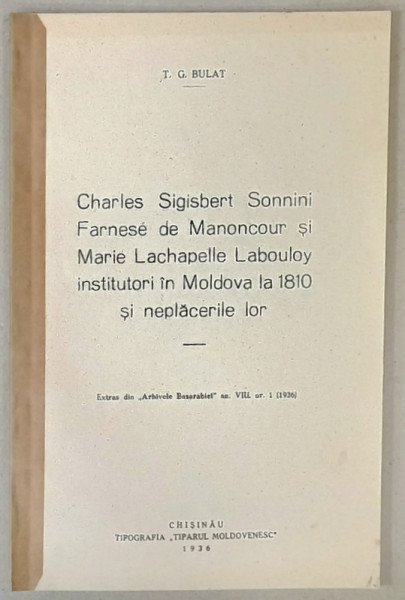 T. G. BULAT
Charles Sigisbert Sonnini
Farnese de Manoncour și
Marie Lachapelle Labouloy
institutori în Moldova la 1810
și neplăcerile lor
Extras din „Arhivele Basarabiei" an. VIII. nr. 1 (1936)
CHIȘINĂU
TIPOGRAFIA „TIPARUL MOLDOVENESC"
1936